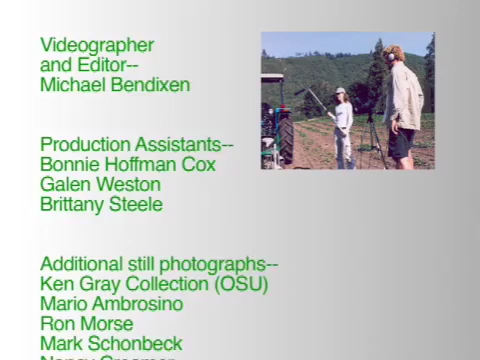 Videographer
and Editor--
Michael Bendixen
Production Assistants--
Bonnie Hoffman Cox
Galen Weston
Brittany Steele
Additional still photographs--
Ken Gray Collection (OSU)
Mario Ambrosino
Ron Morse
Mark Schonbeck